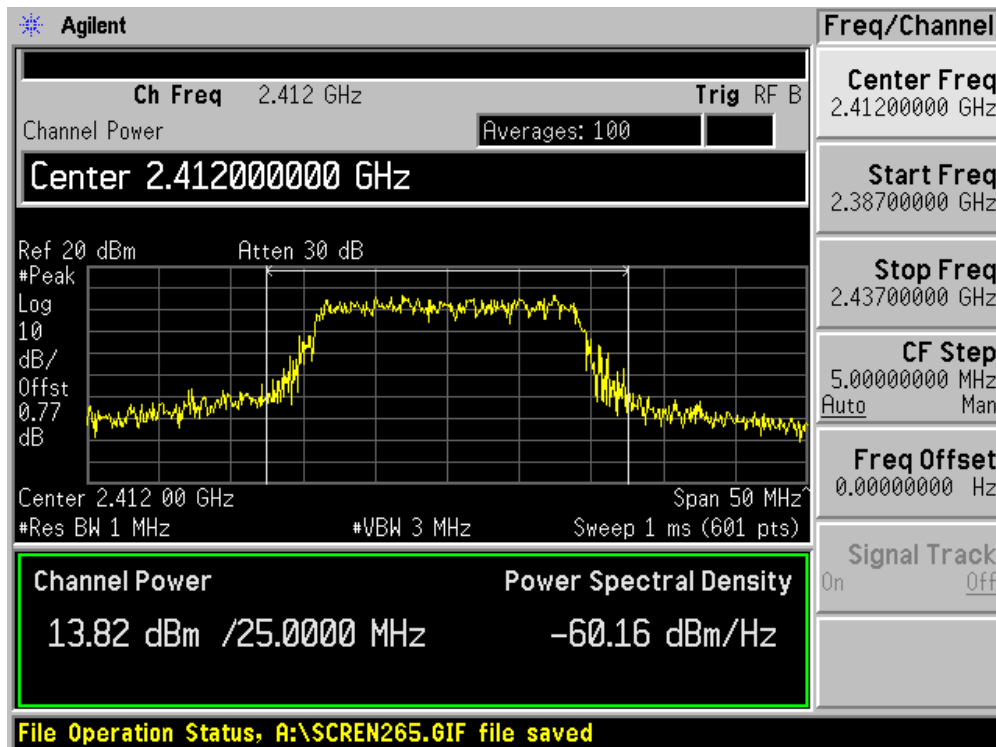 Agilent
Freq/Channel
Ch Freq 2.412 GHz Trig RF B
Channel Power Averages: 100
Center 2.412000000 GHz
Ref 20 dBm Atten 30 dB
#Peak
Log
10
dB/
Offst
0.77
dB
Center 2.412 00 GHz Span 50 MHz^
#Res BW 1 MHz #VBW 3 MHz Sweep 1 ms (601 pts)
Channel Power Power Spectral Density
13.82 dBm /25.0000 MHz -60.16 dBm/Hz
File Operation Status, A:\SCREN265.GIF file saved
Center Freq
2.41200000 GHz
Start Freq
2.38700000 GHz
Stop Freq
2.43700000 GHz
CF Step
5.00000000 MHz
Auto Man
Freq Offset
0.00000000 Hz
Signal Track
On Off